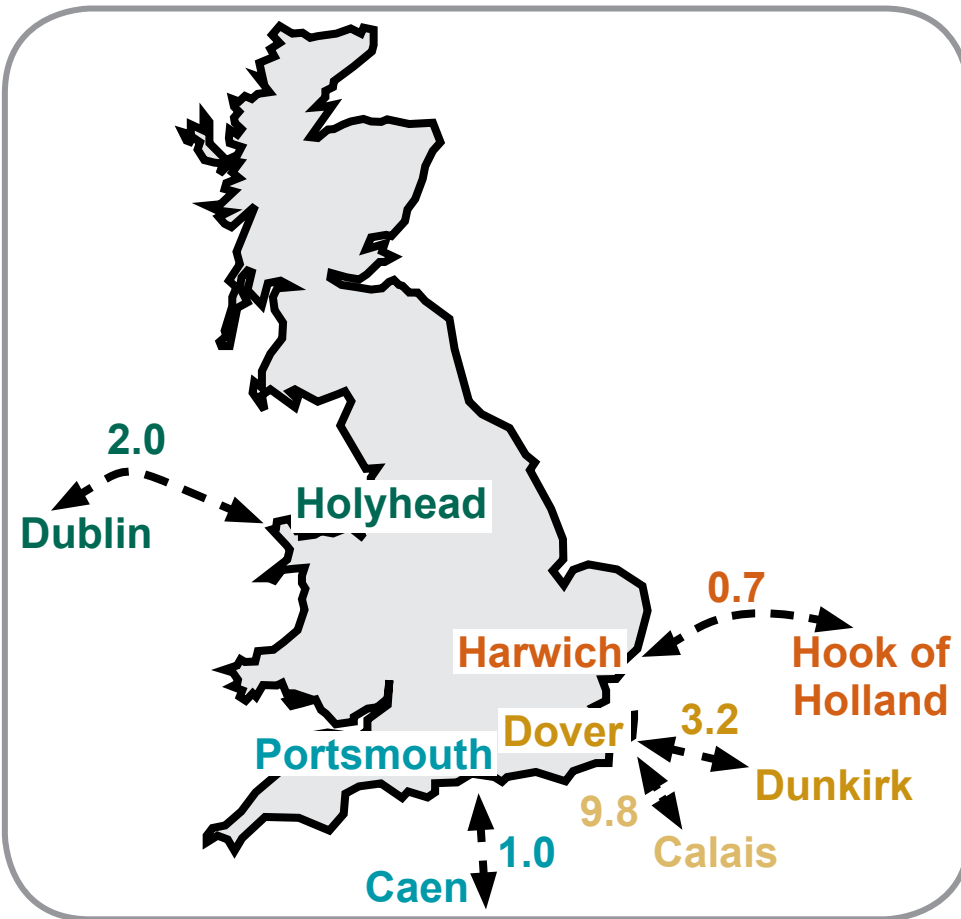 2.0
Holyhead
Dublin
0.7
Harwich
Hook of
Holland
3.2
Dover
Portsmouth
Dunkirk
9.8
Calais
1.0
Caen